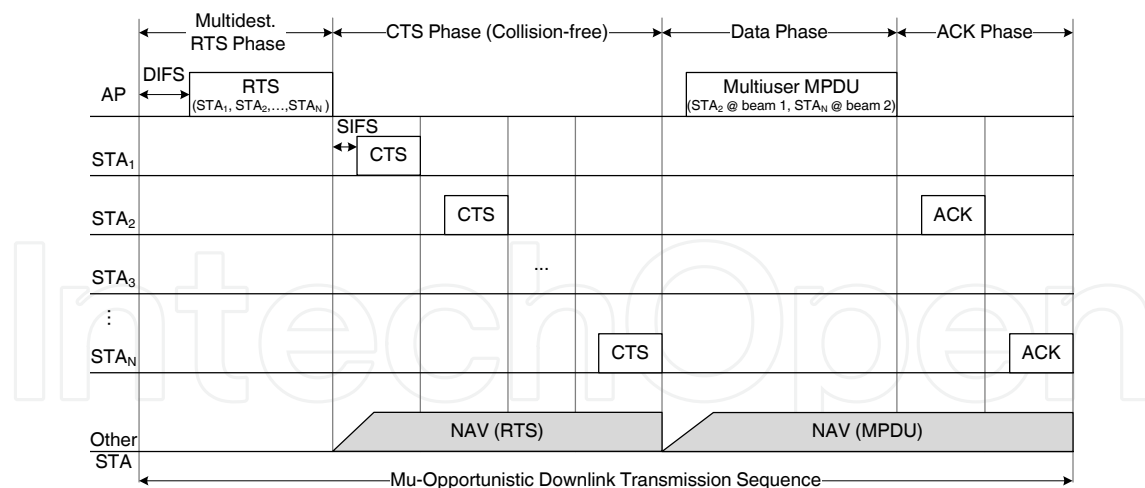 Multidest.
RTS Phase
CTS Phase (Collision-free)
Data Phase
ACK Phase
DIFS
AP
RTS
(STA1, STA2,...,STAN )
Multiuser MPDU
(STA2 @ beam 1, STAN @ beam 2)
SIFS
STA1
CTS
STA2
CTS
ACK
STA3
...
⋮
STAN
CTS
ACK
Other
STA
NAV (RTS)
NAV (MPDU)
Mu-Opportunistic Downlink Transmission Sequence
IntechOpen